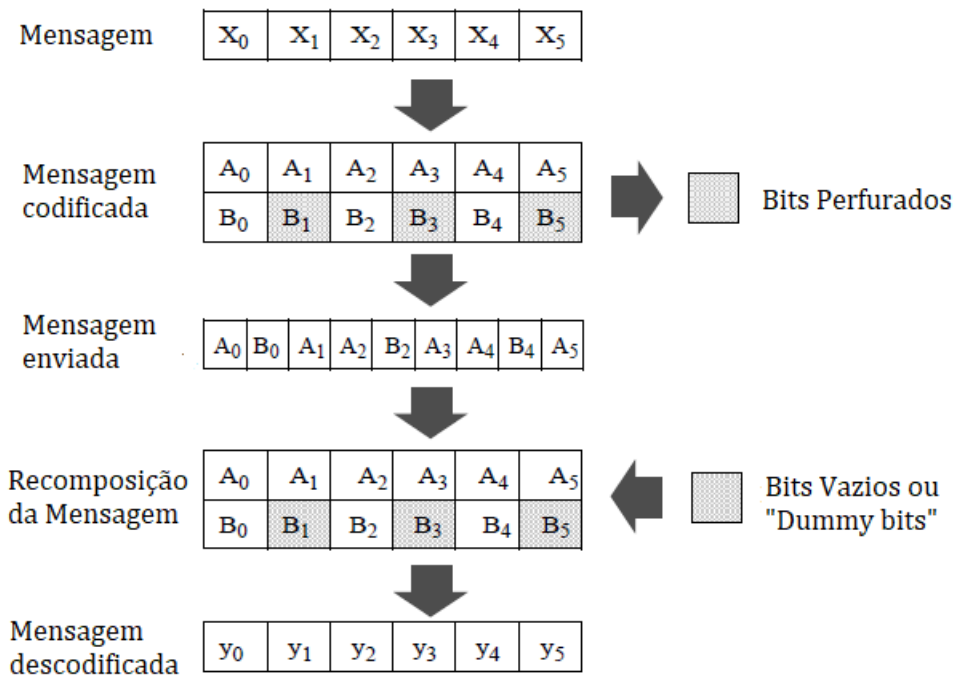 Mensagem X₀ X₁ X₂ X₃ X₄ X₅
Mensagem
codificada
A₀ A₁ A₂ A₃ A₄ A₅
B₀ B₁ B₂ B₃ B₄ B₅
Bits Perfurados
Mensagem
enviada
A₀ B₀ A₁ A₂ B₂ A₃ A₄ B₄ A₅
Recomposição
da Mensagem
A₀ A₁ A₂ A₃ A₄ A₅
B₀ B₁ B₂ B₃ B₄ B₅
Bits Vazios ou
"Dummy bits"
Mensagem
descodificada
y₀ y₁ y₂ y₃ y₄ y₅